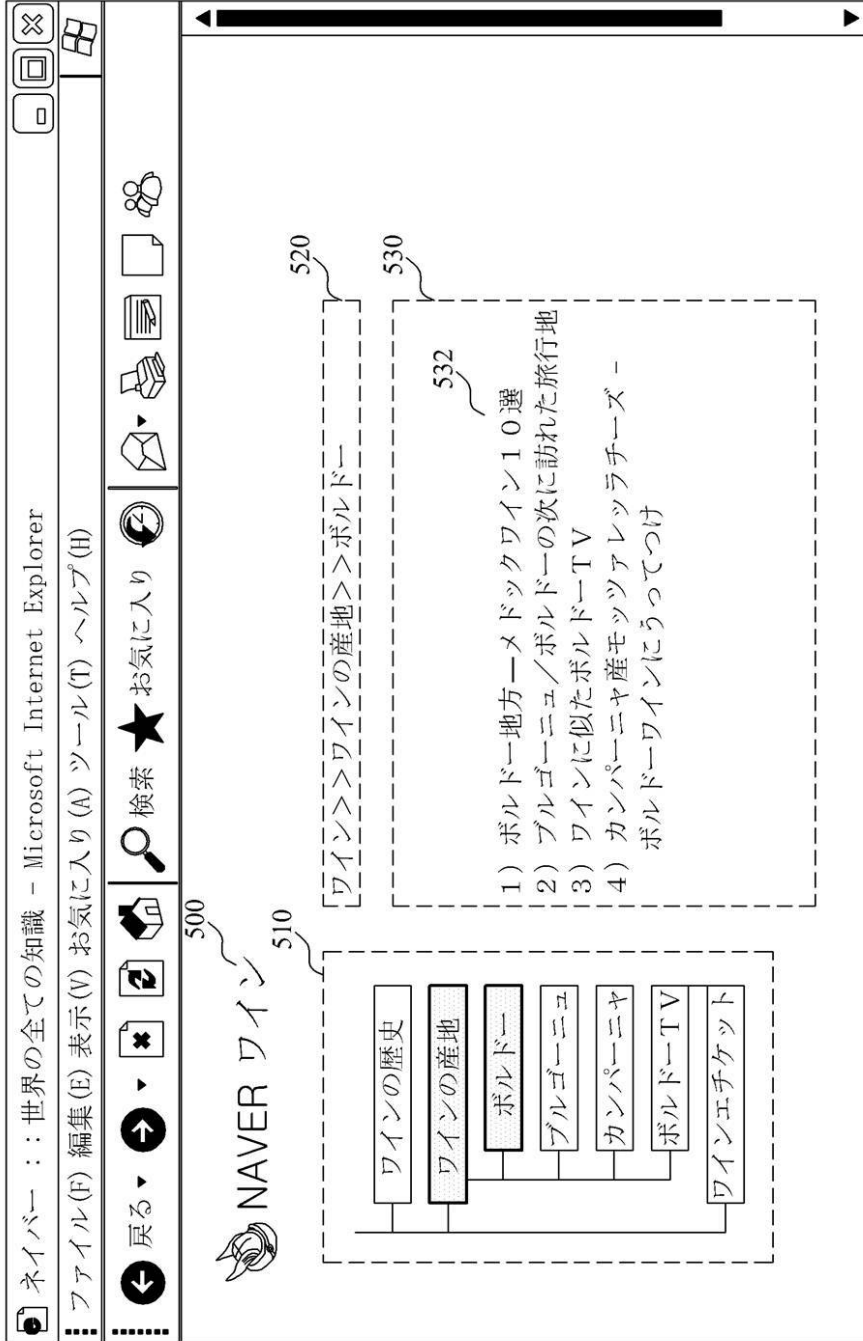 ネイバー ：：世界の全ての知識 - Microsoft Internet Explorer
ファイル(F) 編集(E) 表示(V) お気に入り(A) ツール(T) ヘルプ(H)
戻る 検索 お気に入り
NAVER ワイン
500
510
ワインの歴史
ワインの産地
ボルドー
ブルゴーニュ
カンパーニャ
ボルドーTV
ワインエチケット
520
ワイン>>ワインの産地>>ボルドー
530
532
1) ボルドー地方—メドックワイン10選
2) ブルゴーニュ／ボルドーの次に訪れた旅行地
3) ワインに似たボルドーTV
4) カンパーニャ産モッツァレッラチーズ -
ボルドーワインにうってつけ